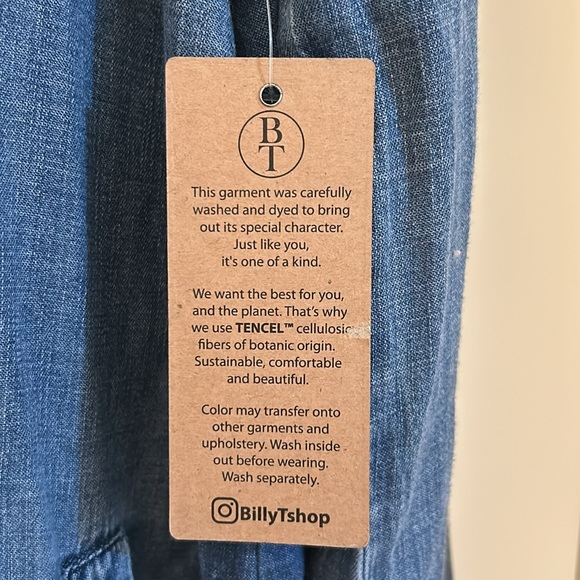 B
T
This garment was carefully
washed and dyed to bring
out its special character.
Just like you,
it's one of a kind.
We want the best for you,
and the planet. That's why
we use TENCEL™ cellulosic
fibers of botanic origin.
Sustainable, comfortable
and beautiful.
Color may transfer onto
other garments and
upholstery. Wash inside
out before wearing.
Wash separately.
BillyTshop